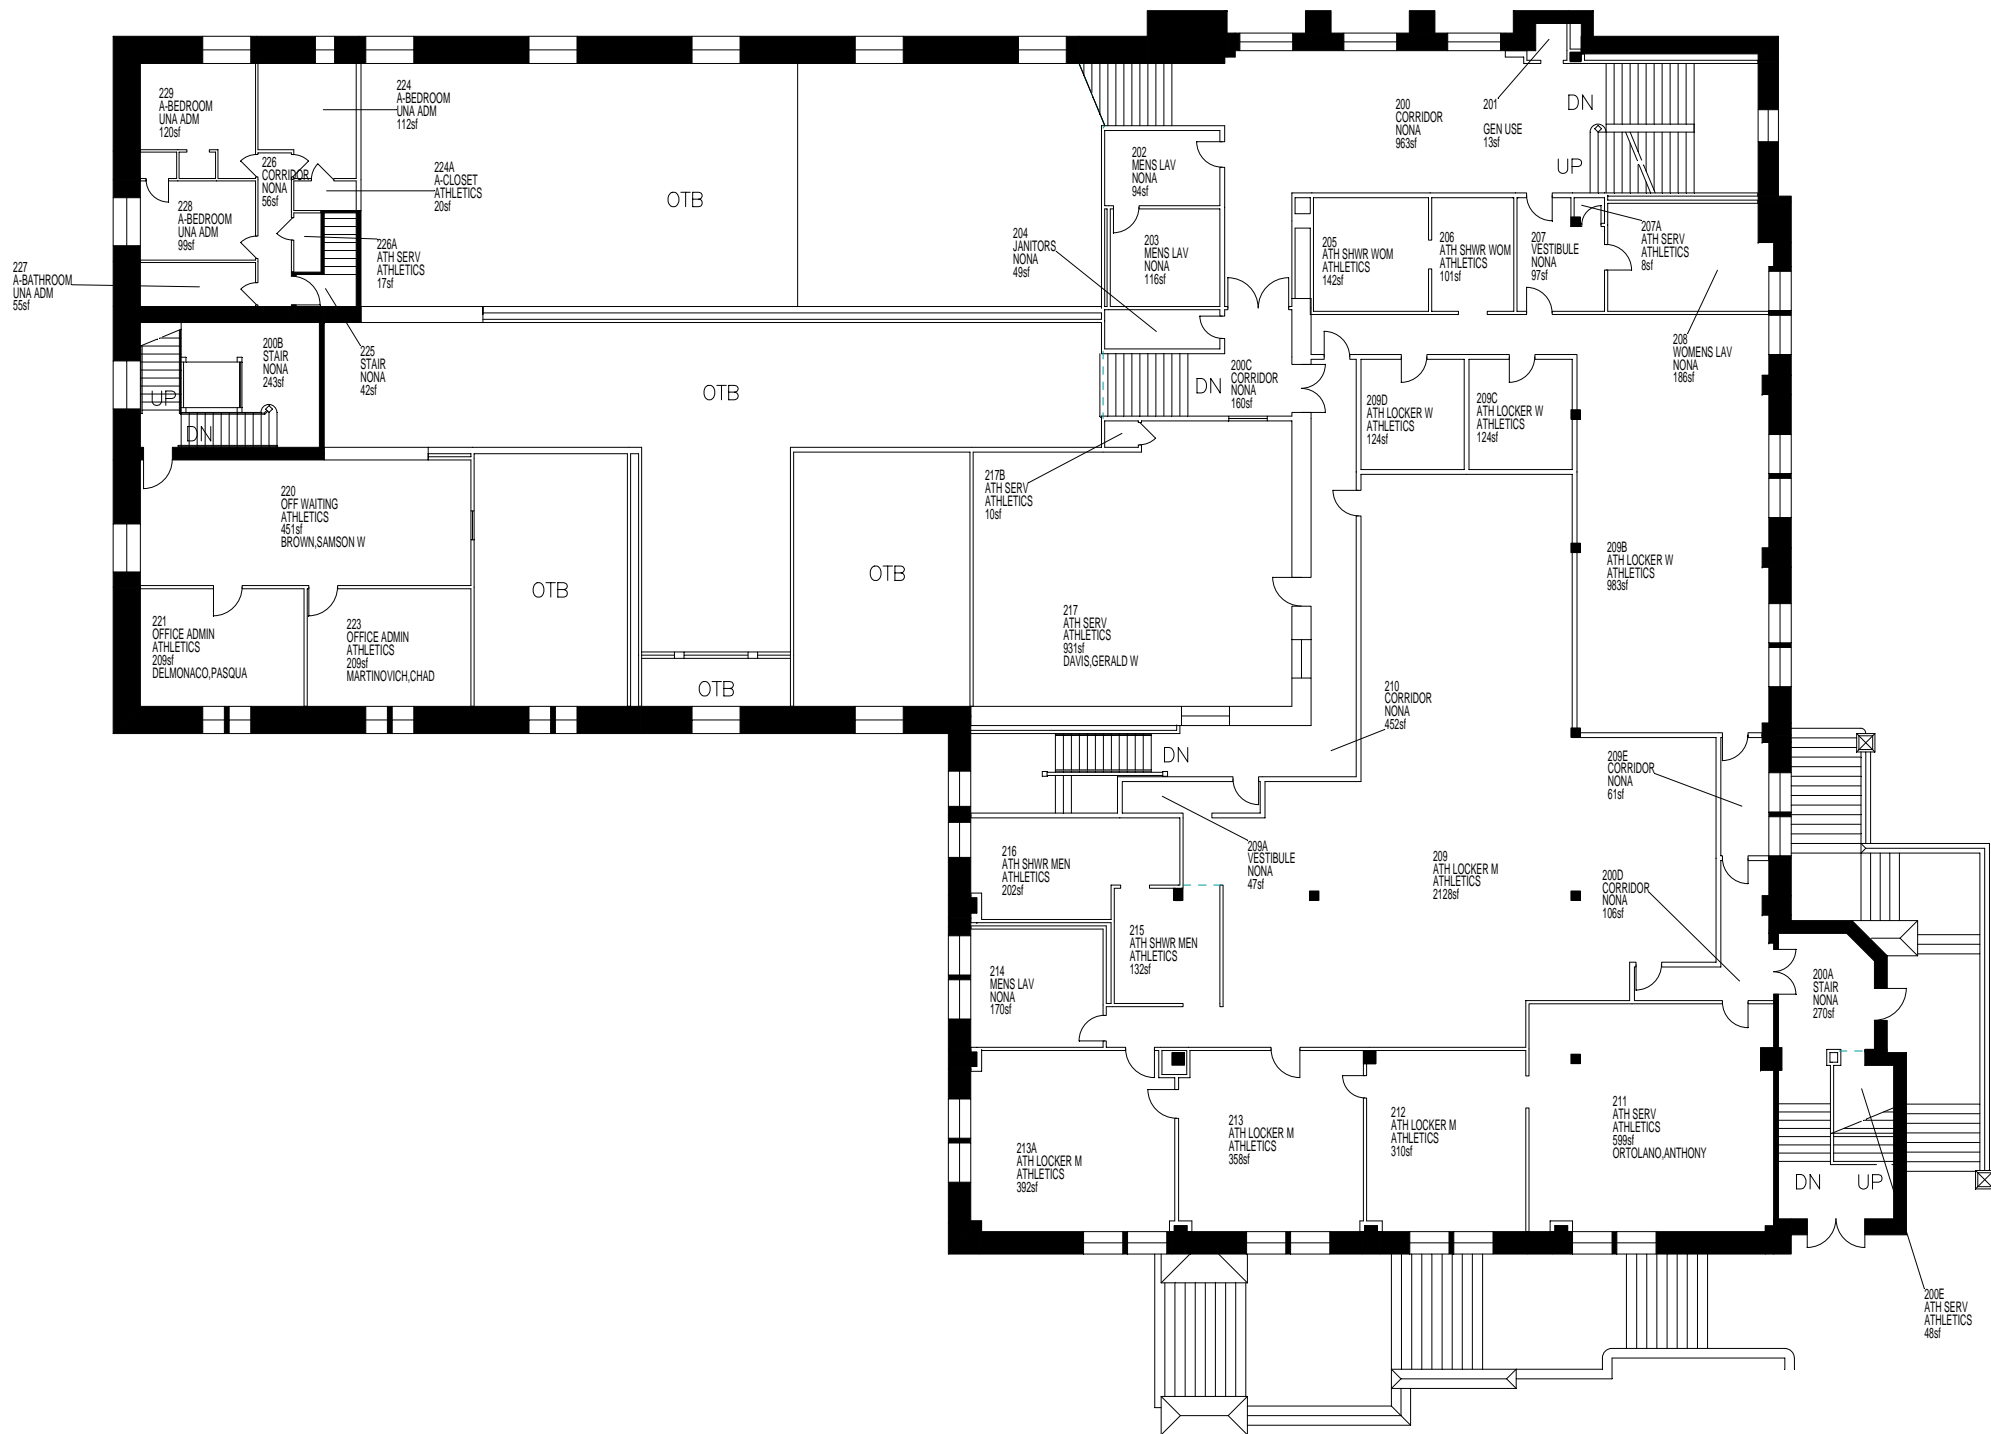 229
A-BEDROOM
UNA ADM
120sf
224
A-BEDROOM
UNA ADM
112sf
226
CORRIDOR
NONA
56sf
224A
A-CLOSET
ATHLETICS
20sf
228
A-BEDROOM
UNA ADM
99sf
226A
ATH SERV
ATHLETICS
17sf
227
A-BATHROOM
UNA ADM
55sf
OTB
200
CORRIDOR
NONA
963sf
201
GEN USE
13sf
DN
UP
202
MENS LAV
NONA
94sf
203
MENS LAV
NONA
116sf
204
JANITORS
NONA
49sf
205
ATH SHWR WOM
ATHLETICS
142sf
206
ATH SHWR WOM
ATHLETICS
101sf
207
VESTIBULE
NONA
97sf
207A
ATH SERV
ATHLETICS
8sf
208
WOMENS LAV
NONA
186sf
200B
STAIR
NONA
243sf
UP
DN
225
STAIR
NONA
42sf
OTB
DN
200C
CORRIDOR
NONA
160sf
209D
ATH LOCKER W
ATHLETICS
124sf
209C
ATH LOCKER W
ATHLETICS
124sf
217B
ATH SERV
ATHLETICS
10sf
220
OFF WAITING
ATHLETICS
451sf
BROWN,SAMSON W
OTB
OTB
209B
ATH LOCKER W
ATHLETICS
983sf
221
OFFICE ADMIN
ATHLETICS
209sf
DELMONACO,PASQUA
223
OFFICE ADMIN
ATHLETICS
209sf
MARTINOVICH,CHAD
OTB
217
ATH SERV
ATHLETICS
931sf
DAVIS,GERALD W
210
CORRIDOR
NONA
452sf
DN
209E
CORRIDOR
NONA
61sf
216
ATH SHWR MEN
ATHLETICS
202sf
209A
VESTIBULE
NONA
47sf
209
ATH LOCKER M
ATHLETICS
2128sf
200D
CORRIDOR
NONA
106sf
215
ATH SHWR MEN
ATHLETICS
132sf
214
MENS LAV
NONA
170sf
200A
STAIR
NONA
270sf
213A
ATH LOCKER M
ATHLETICS
392sf
213
ATH LOCKER M
ATHLETICS
358sf
212
ATH LOCKER M
ATHLETICS
310sf
211
ATH SERV
ATHLETICS
599sf
ORTOLANO,ANTHONY
DN
UP
200E
ATH SERV
ATHLETICS
48sf